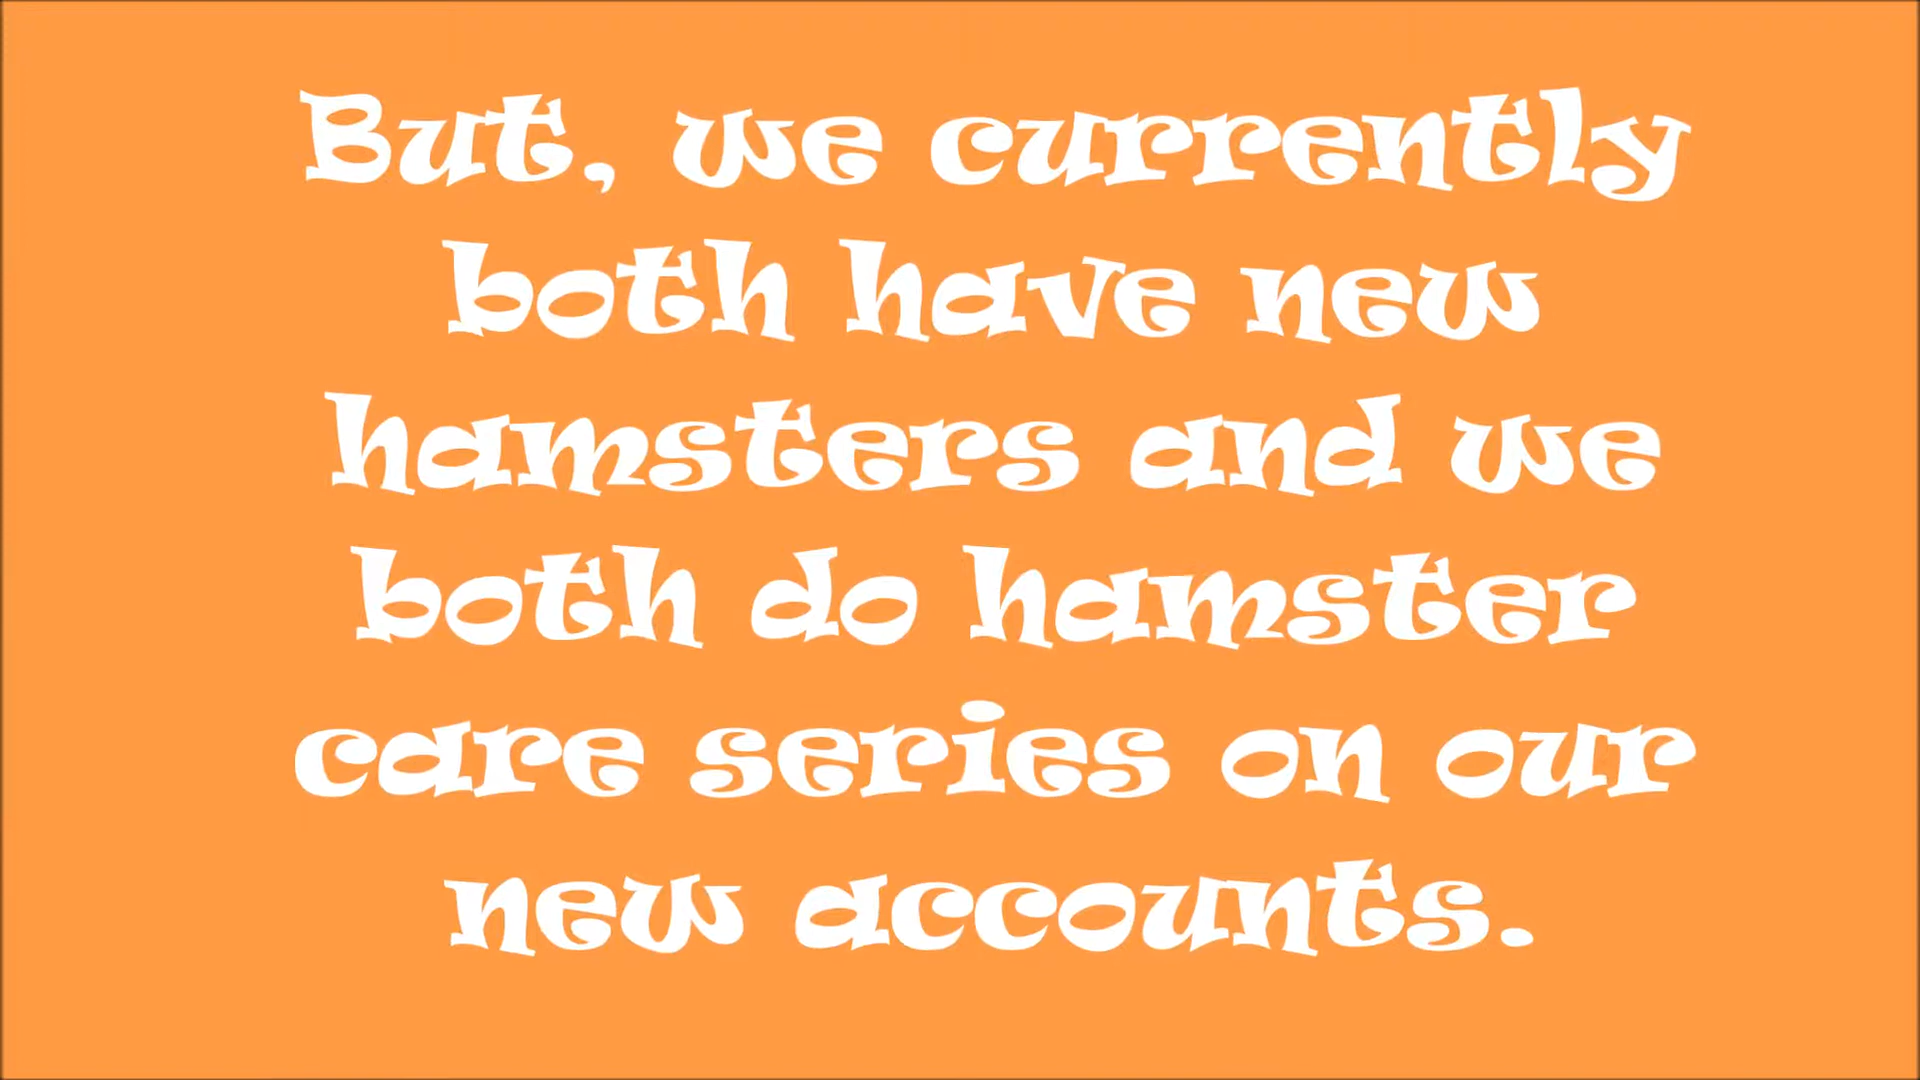 But, we currently
both have new
hamsters and we
both do hamster
care series on our
new accounts.